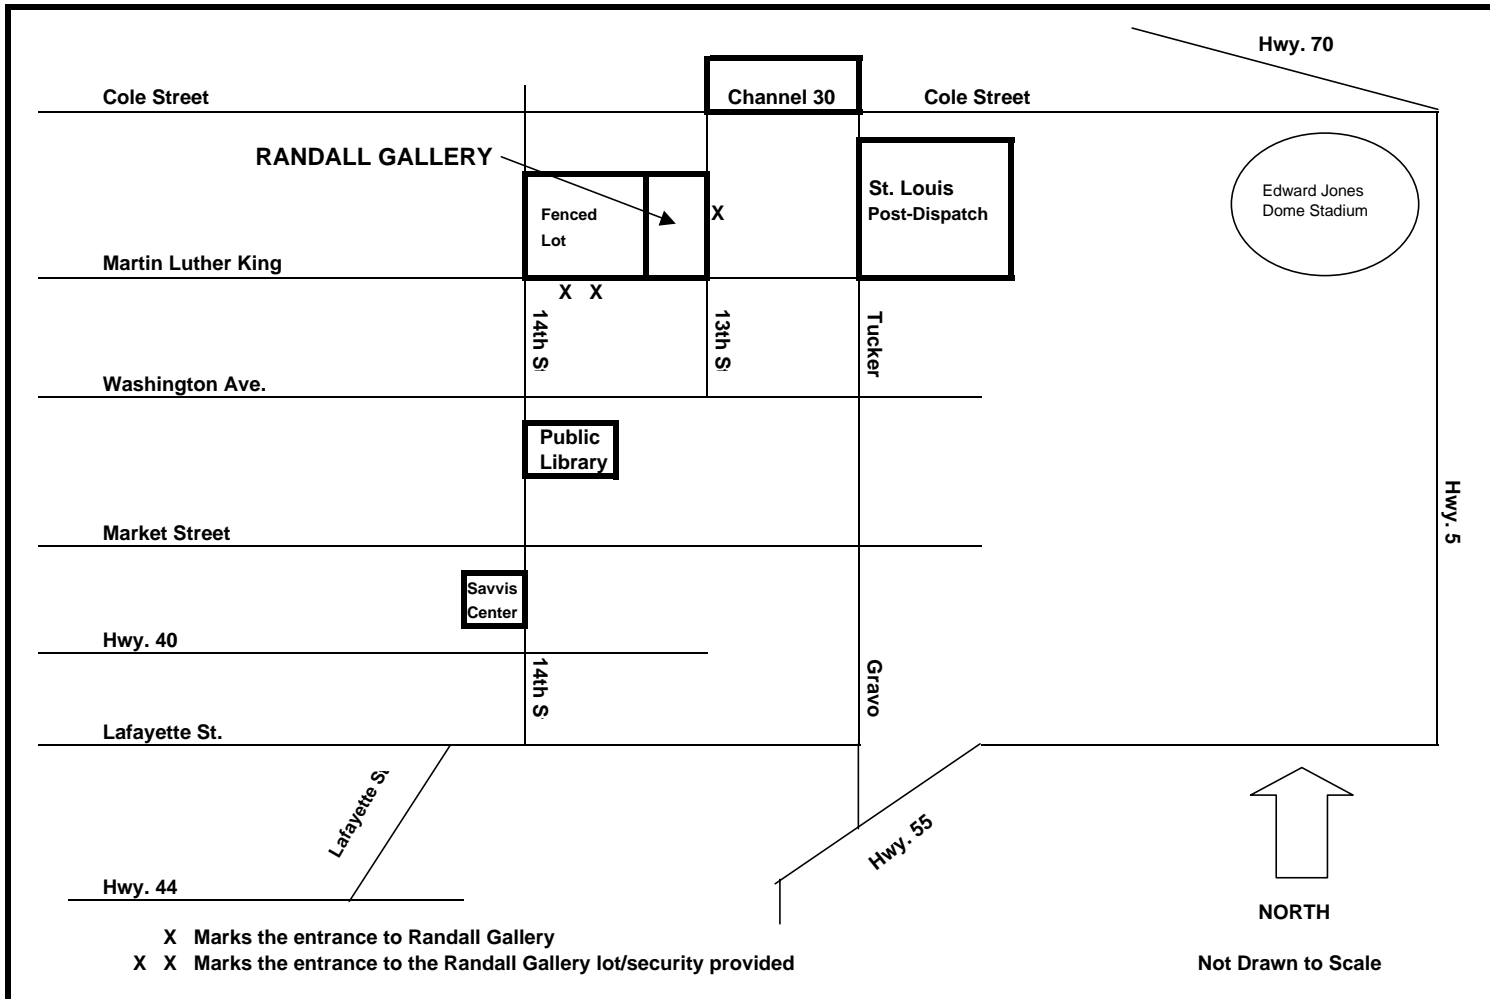 Hwy. 70
Cole Street
Channel 30
Cole Street
RANDALL GALLERY
St. Louis
Post-Dispatch
Edward Jones
Dome Stadium
Fenced
Lot
X
Martin Luther King
X X
14th S
13th S
Tucker
Washington Ave.
Public
Library
Hwy. 5
Market Street
Savvis
Center
Hwy. 40
14th S
Gravo
Lafayette St.
Lafayette St
Hwy. 55
Hwy. 44
NORTH
X Marks the entrance to Randall Gallery
X X Marks the entrance to the Randall Gallery lot/security provided
Not Drawn to Scale